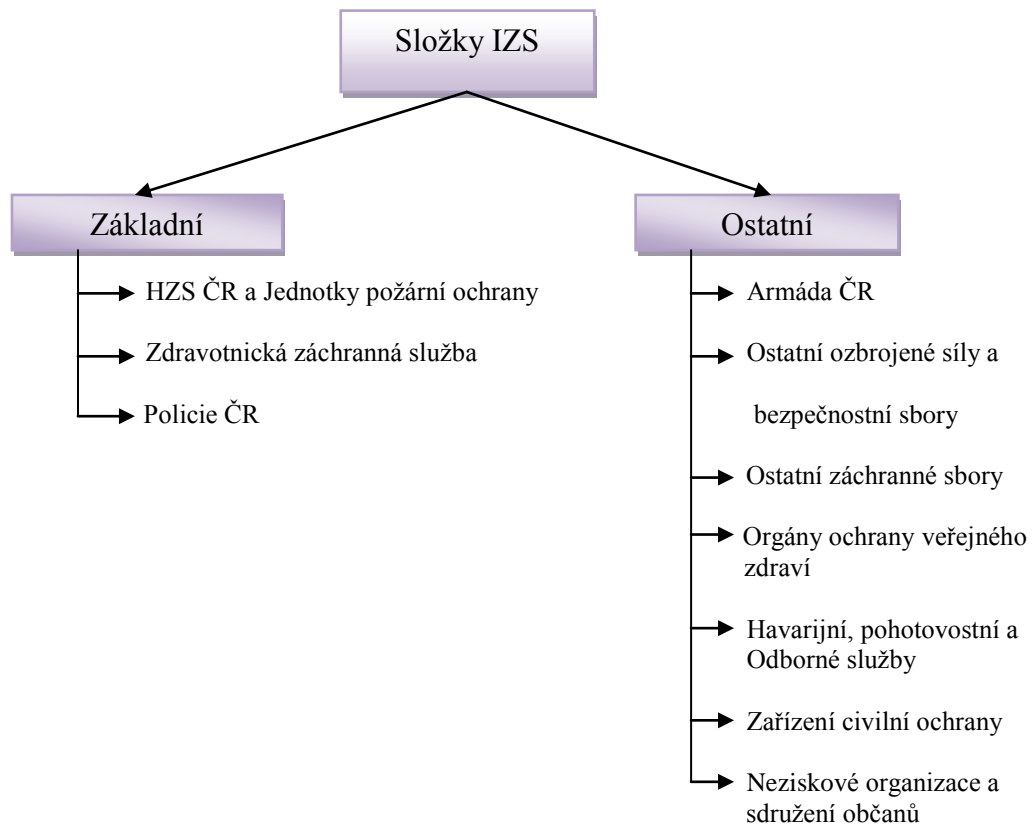 Složky IZS
Základní
HZS ČR a Jednotky požární ochrany
Zdravotnická záchranná služba
Policie ČR
Ostatní
Armáda ČR
Ostatní ozbrojené síly a
bezpečnostní sbory
Ostatní záchranné sbory
Orgány ochrany veřejného
zdraví
Havarijní, pohotovostní a
Odborné služby
Zařízení civilní ochrany
Neziskové organizace a
sdružení občanů